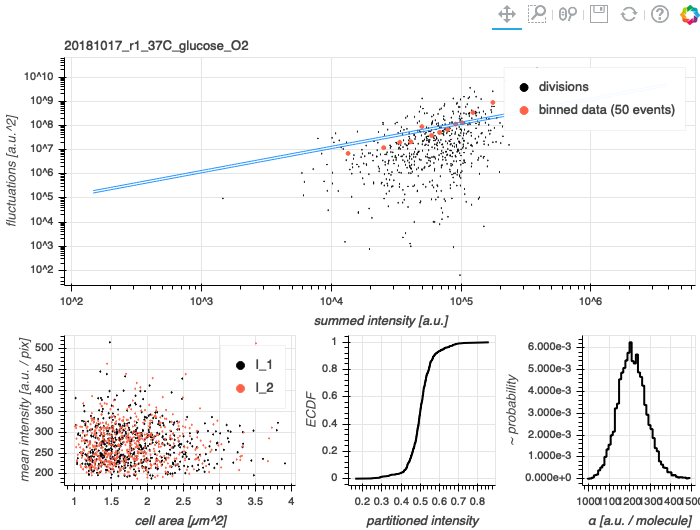 20181017_r1_37C_glucose_O2
fluctuations [a.u.^2]
10^10
10^9
10^8
10^7
10^6
10^5
10^4
10^3
10^2
divisions
binned data (50 events)
10^2 10^3 10^4 10^5 10^6
summed intensity [a.u.]
mean intensity [a.u. / pix]
500
450
400
350
300
250
200
I_1
I_2
1 1.5 2 2.5 3 3.5 4
cell area [μm^2]
ECDF
1
0.8
0.6
0.4
0.2
0
0.2 0.3 0.4 0.5 0.6 0.7 0.8
partitioned intensity
~ probability
6.000e-3
5.000e-3
4.000e-3
3.000e-3
2.000e-3
1.000e-3
0.000e+0
1000 1100 1200 1300 1400 1500
α [a.u. / molecule]